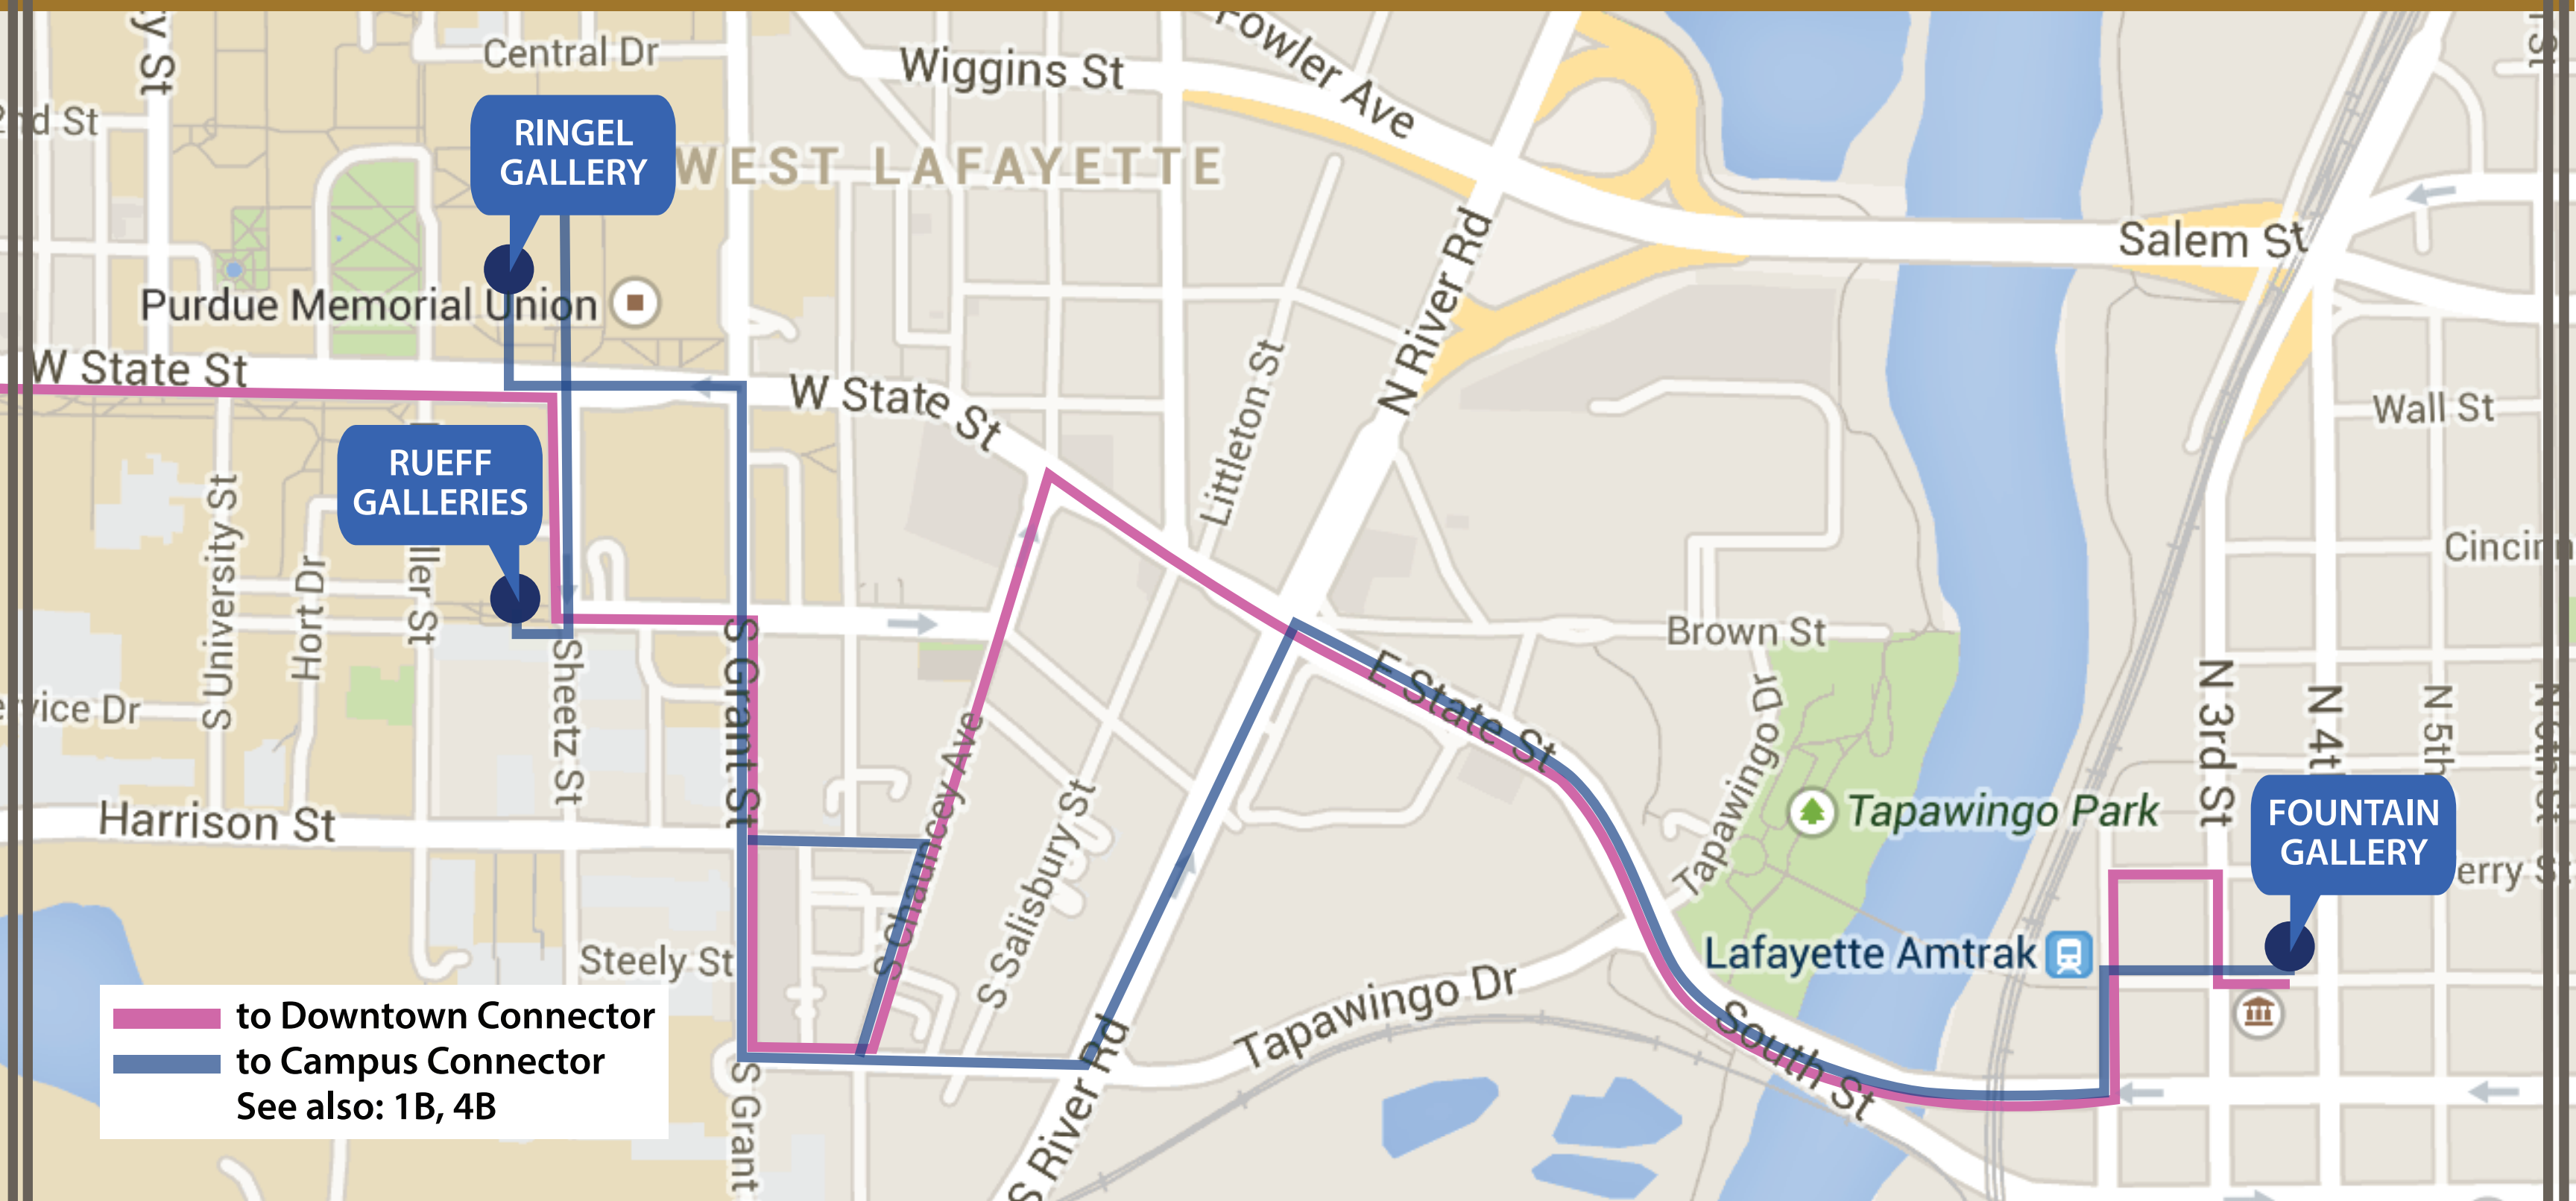 Central Dr
Wiggins St
Fowler Ave
2nd St
RINGEL
GALLERY
WEST LAFAYETTE
Salem St
N River Rd
Purdue Memorial Union
W State St
W State St
Littleton St
Wall St
RUEFF
GALLERIES
S University St
Hort Dr
Sheetz St
S Grant St
Brown St
E State St
Tapawingo Dr
N 3rd St
N 5th
Tapawingo Park
FOUNTAIN
GALLERY
Harrison St
S Chauncey Ave
S Salisbury St
Steely St
Lafayette Amtrak
Tapawingo Dr
South St
S River Rd
S Grant
to Downtown Connector
to Campus Connector
See also: 1B, 4B